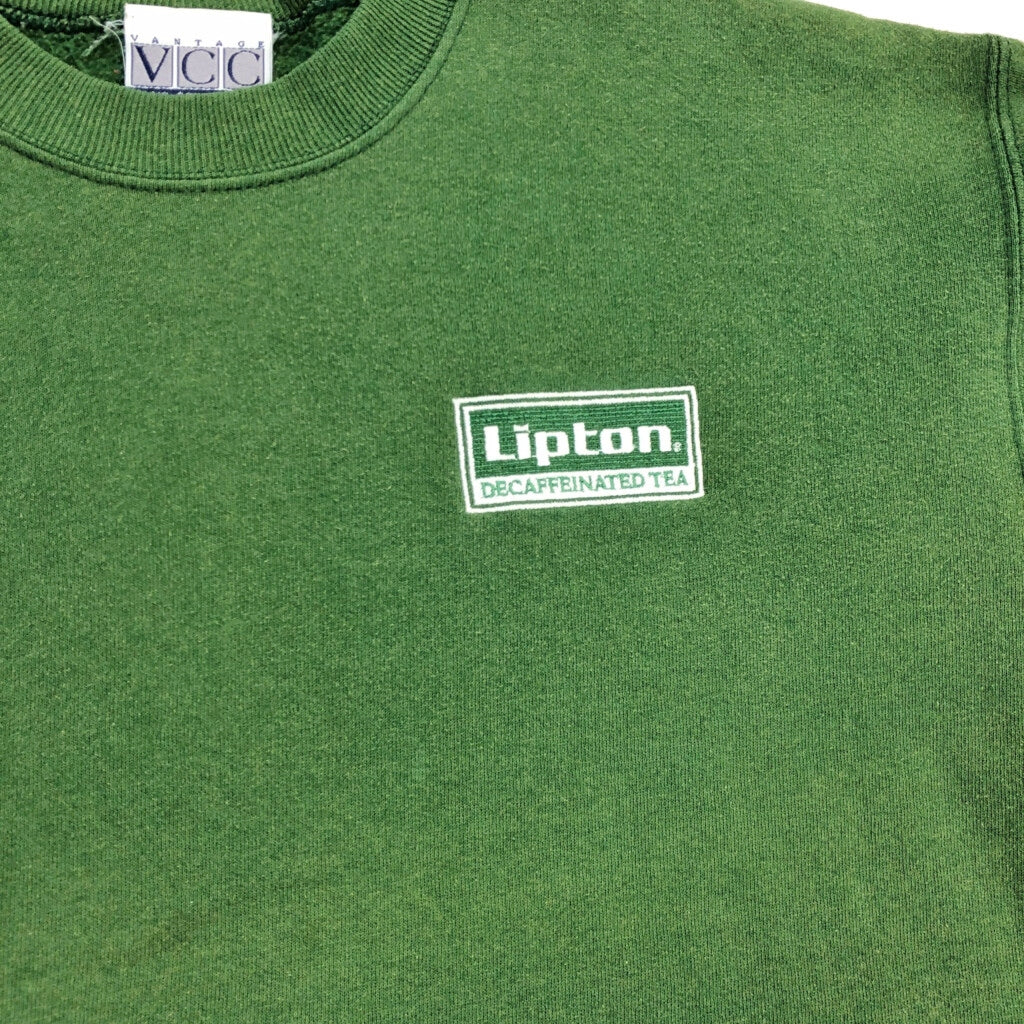 VANTAGE
VCC
Lipton®
DECAFFEINATED TEA